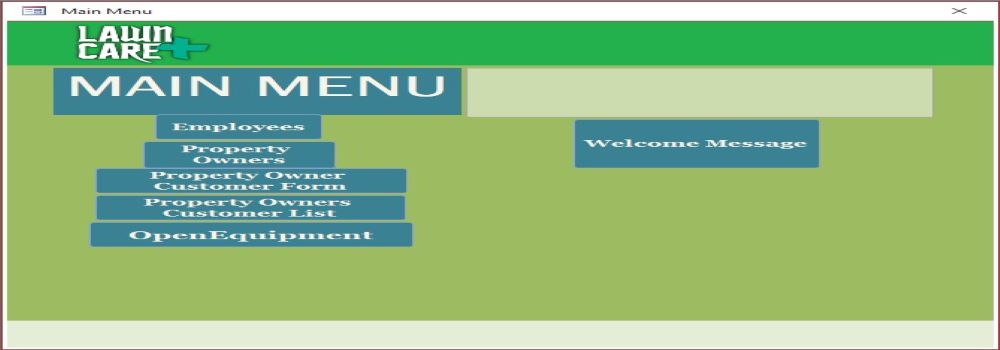 Main Menu
LAWN
CARE
MAIN MENU
Employees
Property
Owners
Property Owner
Customer Form
Property Owners
Customer List
OpenEquipment
Welcome Message